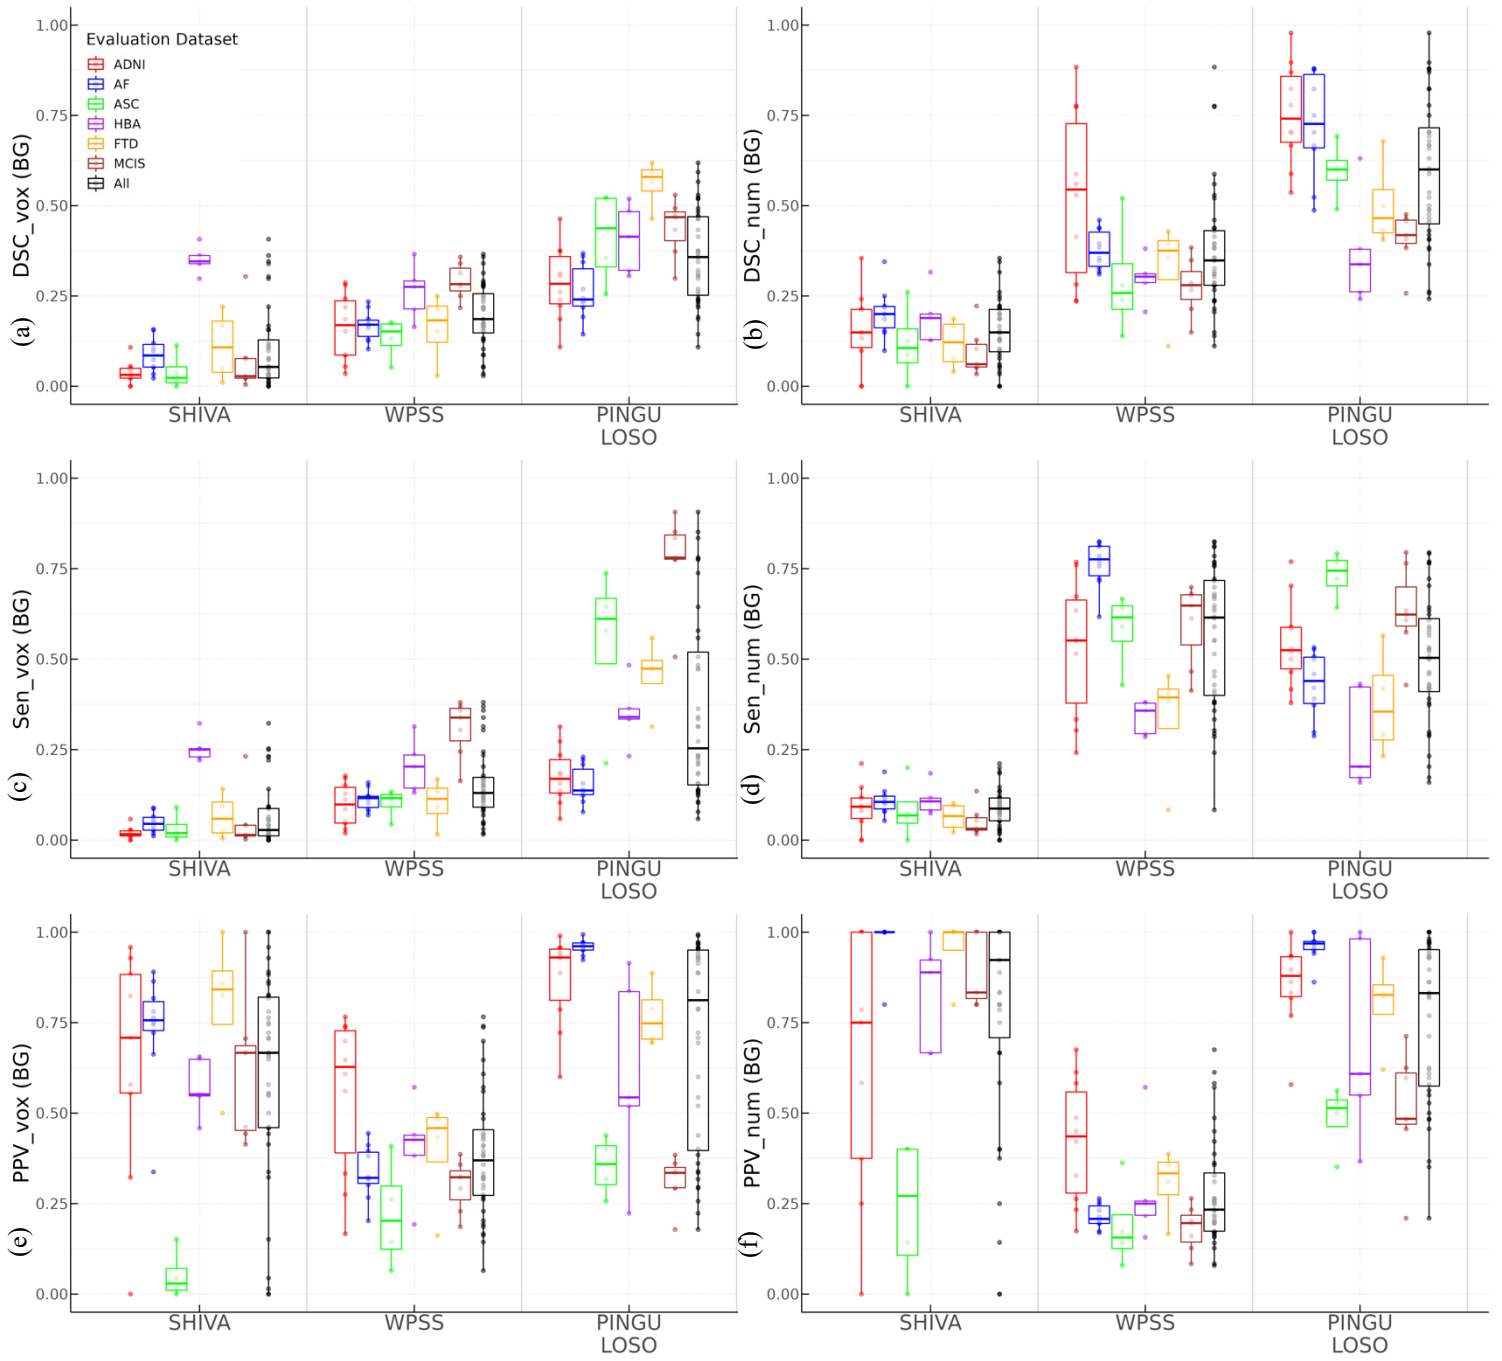 (a)
DSC_vox (BG)
1.00
0.75
0.50
0.25
0.00
Evaluation Dataset
ADNI
AF
ASC
HBA
FTD
MCIS
All
SHIVA
WPSS
PINGU
LOSO
(b)
DSC_num (BG)
1.00
0.75
0.50
0.25
0.00
SHIVA
WPSS
PINGU
LOSO
(c)
Sen_vox (BG)
1.00
0.75
0.50
0.25
0.00
SHIVA
WPSS
PINGU
LOSO
(d)
Sen_num (BG)
1.00
0.75
0.50
0.25
0.00
SHIVA
WPSS
PINGU
LOSO
(e)
PPV_vox (BG)
1.00
0.75
0.50
0.25
0.00
SHIVA
WPSS
PINGU
LOSO
(f)
PPV_num (BG)
1.00
0.75
0.50
0.25
0.00
SHIVA
WPSS
PINGU
LOSO